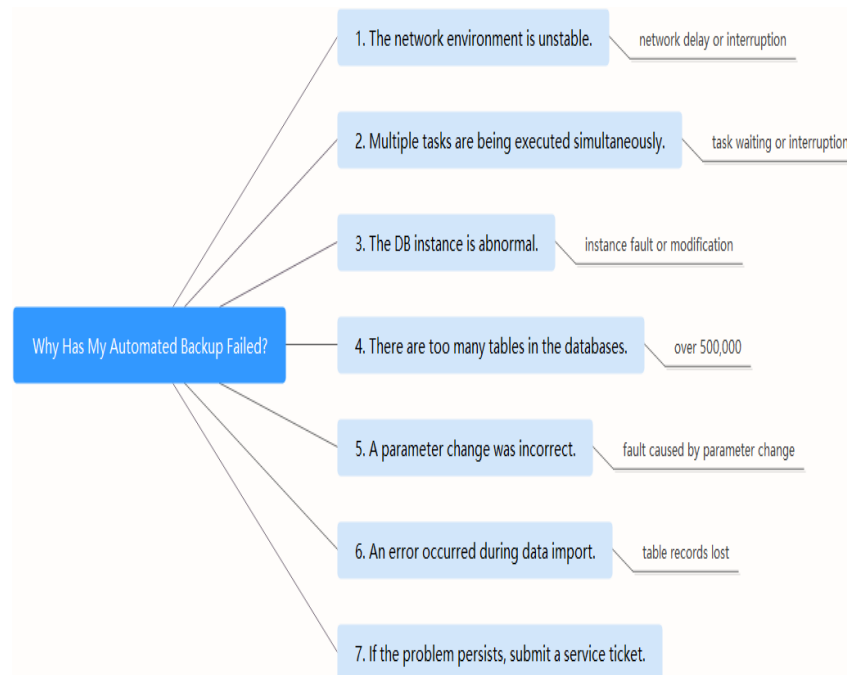 1. The network environment is unstable.
network delay or interruption
2. Multiple tasks are being executed simultaneously.
task waiting or interruption
3. The DB instance is abnormal.
instance fault or modification
Why Has My Automated Backup Failed?
4. There are too many tables in the databases.
over 500,000
5. A parameter change was incorrect.
fault caused by parameter change
6. An error occurred during data import.
table records lost
7. If the problem persists, submit a service ticket.